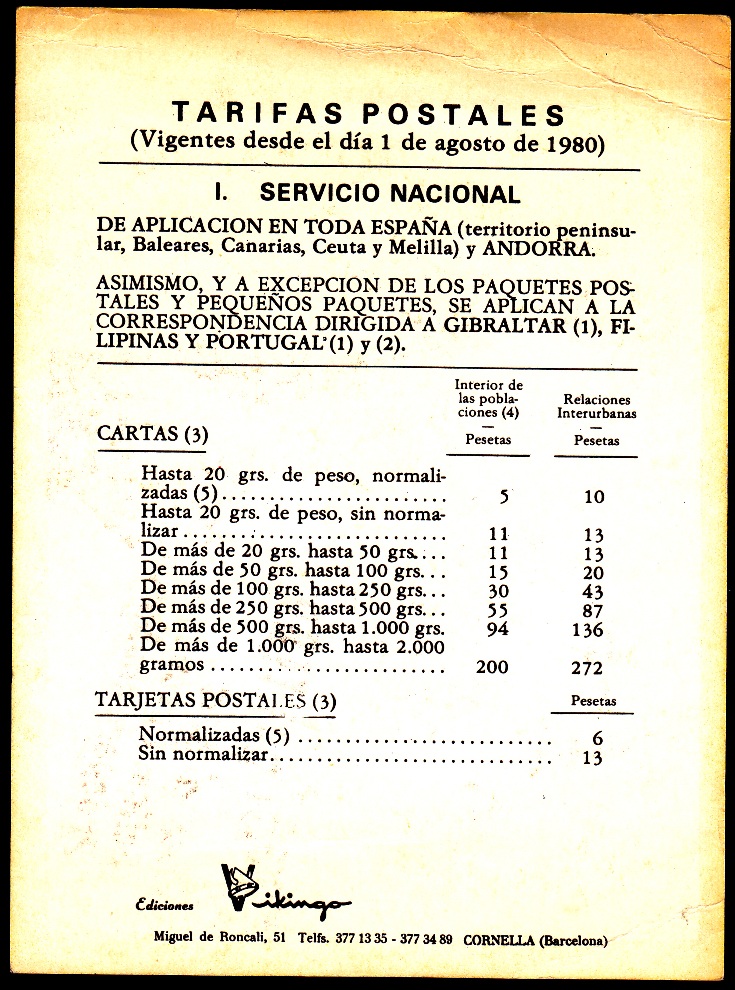 TARIFAS POSTALES
(Vigentes desde el día 1 de agosto de 1980)
I. SERVICIO NACIONAL
DE APLICACION EN TODA ESPAÑA (territorio peninsu-
lar, Baleares, Canarias, Ceuta y Melilla) y ANDORRA.
ASIMISMO, Y A EXCEPCION DE LOS PAQUETES POS-
TALES Y PEQUEÑOS PAQUETES, SE APLICAN A LA
CORRESPONDENCIA DIRIGIDA A GIBRALTAR (1), FI-
LIPINAS Y PORTUGAL (1) y (2).
Interior de
las pobla-
ciones (4)
—
Pesetas
Relaciones
Interurbanas
—
Pesetas
CARTAS (3)
Hasta 20 grs. de peso, normali-
zadas (5)........................ 5 10
Hasta 20 grs. de peso, sin norma-
lizar............................ 11 13
De más de 20 grs. hasta 50 grs.... 11 13
De más de 50 grs. hasta 100 grs... 15 20
De más de 100 grs. hasta 250 grs... 30 43
De más de 250 grs. hasta 500 grs... 55 87
De más de 500 grs. hasta 1.000 grs. 94 136
De más de 1.000 grs. hasta 2.000
gramos ......................... 200 272
TARJETAS POSTALES (3) Pesetas
Normalizadas (5) ........................... 6
Sin normalizar.............................. 13
Ediciones Vikingo
Miguel de Roncali, 51 Telfs. 377 13 35 - 377 34 89 CORNELLA (Barcelona)